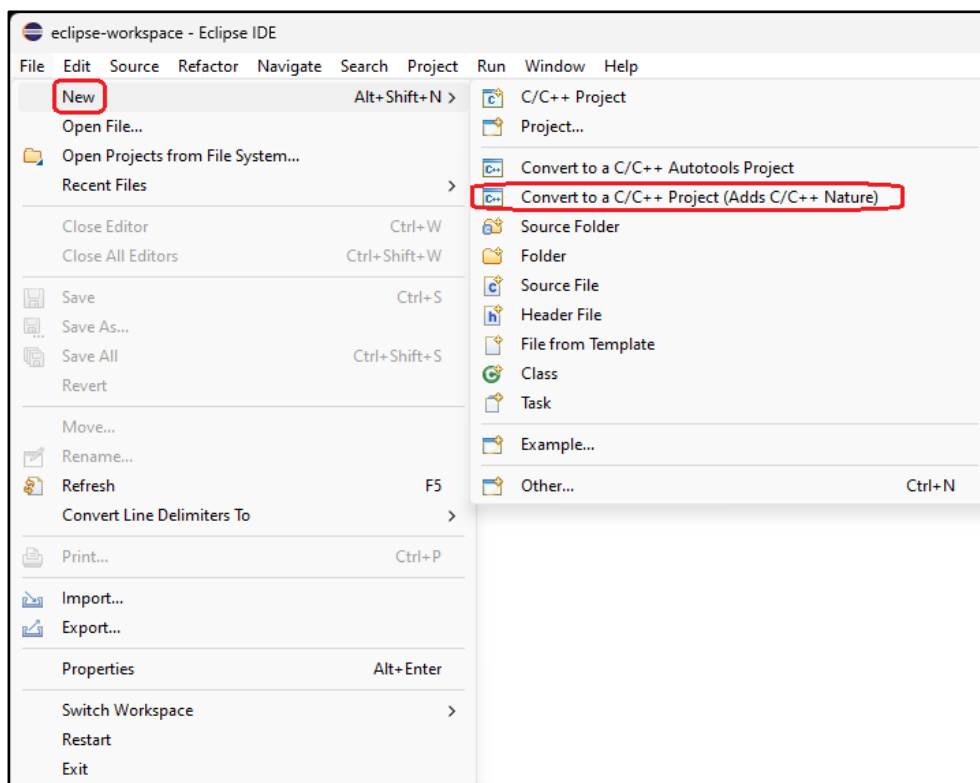 eclipse-workspace - Eclipse IDE
File Edit Source Refactor Navigate Search Project Run Window Help
New Alt+Shift+N >
Open File...
Open Projects from File System...
Recent Files >
Close Editor Ctrl+W
Close All Editors Ctrl+Shift+W
Save Ctrl+S
Save As...
Save All Ctrl+Shift+S
Revert
Move...
Rename...
Refresh F5
Convert Line Delimiters To >
Print... Ctrl+P
Import...
Export...
Properties Alt+Enter
Switch Workspace >
Restart
Exit
C/C++ Project
Project...
Convert to a C/C++ Autotools Project
Convert to a C/C++ Project (Adds C/C++ Nature)
Source Folder
Folder
Source File
Header File
File from Template
Class
Task
Example...
Other... Ctrl+N